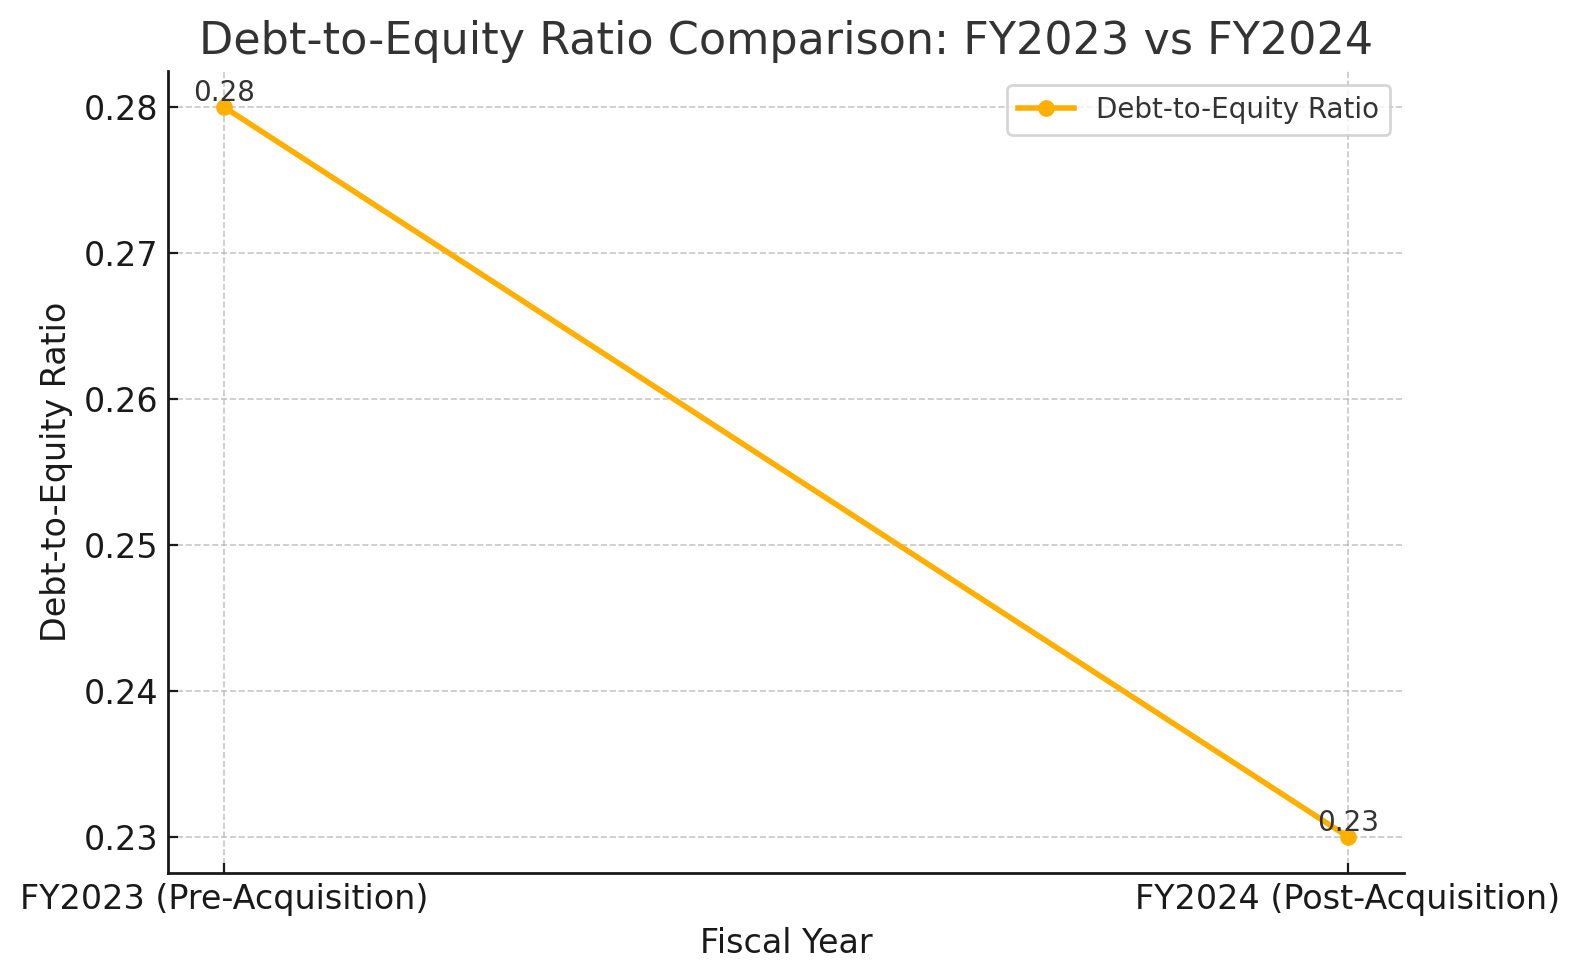 Debt-to-Equity Ratio Comparison: FY2023 vs FY2024
Debt-to-Equity Ratio
0.28
0.23
Debt-to-Equity Ratio
0.28
0.27
0.26
0.25
0.24
0.23
FY2023 (Pre-Acquisition)
FY2024 (Post-Acquisition)
Fiscal Year